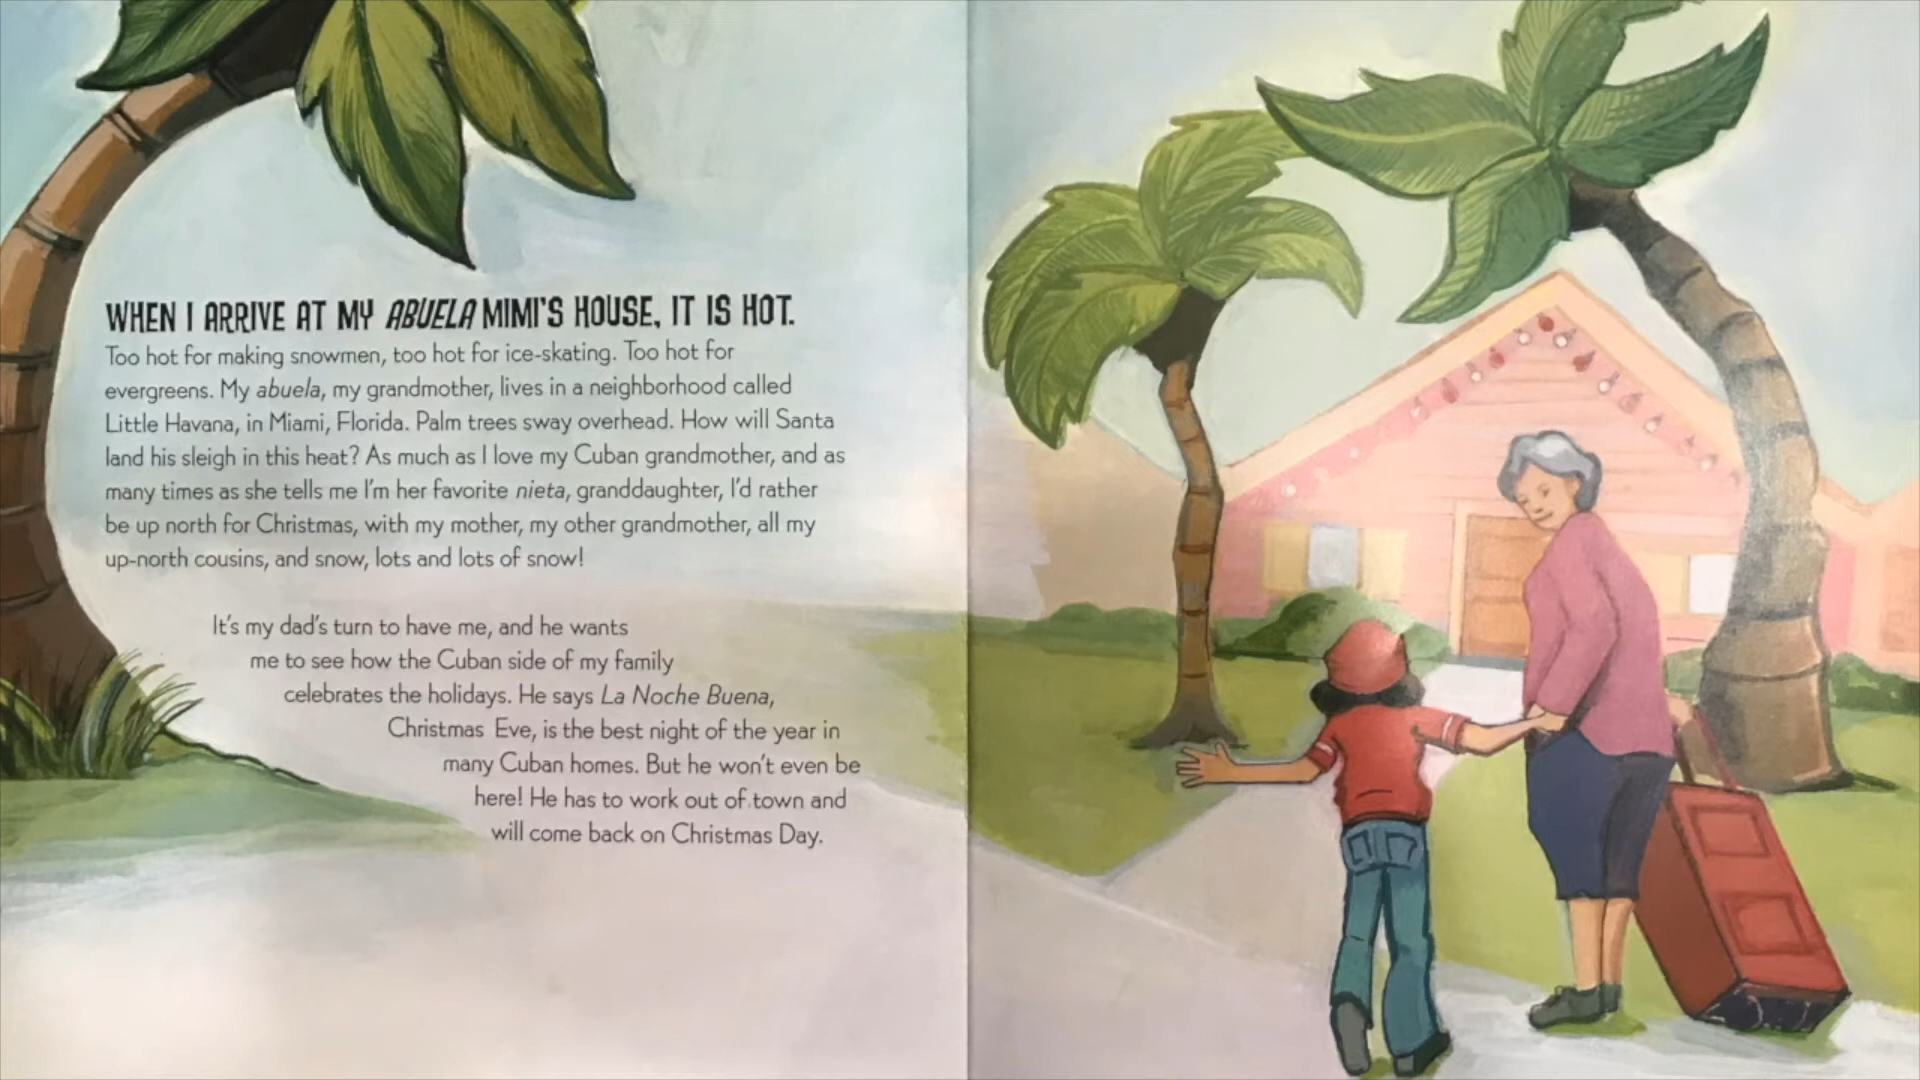 WHEN I ARRIVE AT MY ABUELA MIMI'S HOUSE, IT IS HOT.
Too hot for making snowmen, too hot for ice-skating. Too hot for
evergreens. My abuela, my grandmother, lives in a neighborhood called
Little Havana, in Miami, Florida. Palm trees sway overhead. How will Santa
land his sleigh in this heat? As much as I love my Cuban grandmother, and as
many times as she tells me I'm her favorite nieta, granddaughter, I'd rather
be up north for Christmas, with my mother, my other grandmother, all my
up-north cousins, and snow, lots and lots of snow!
It's my dad's turn to have me, and he wants
me to see how the Cuban side of my family
celebrates the holidays. He says La Noche Buena,
Christmas Eve, is the best night of the year in
many Cuban homes. But he won't even be
here! He has to work out of town and
will come back on Christmas Day.